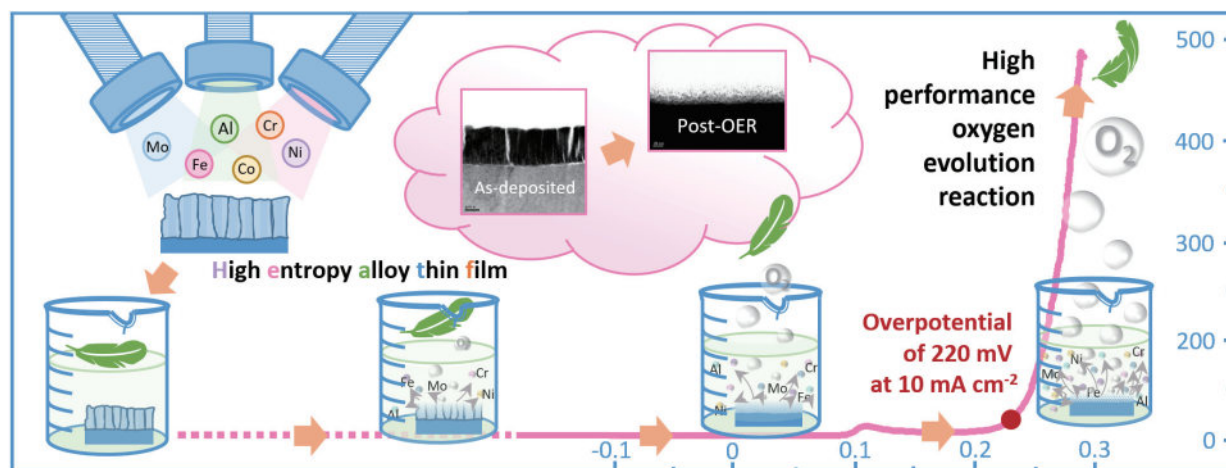 Mo
Al
Cr
Fe
Co
Ni
High entropy alloy thin film
As-deposited
Post-OER
High
performance
oxygen
evolution
reaction
O2
500
400
300
200
100
0
O2
Fe
Mo
Cr
Al
Ni
O2
Al
Cr
Mo
Ni
Fe
Overpotential
of 220 mV
at 10 mA cm-2
Ni
Cr
Mo
Fe
Al
-0.1
0
0.1
0.2
0.3